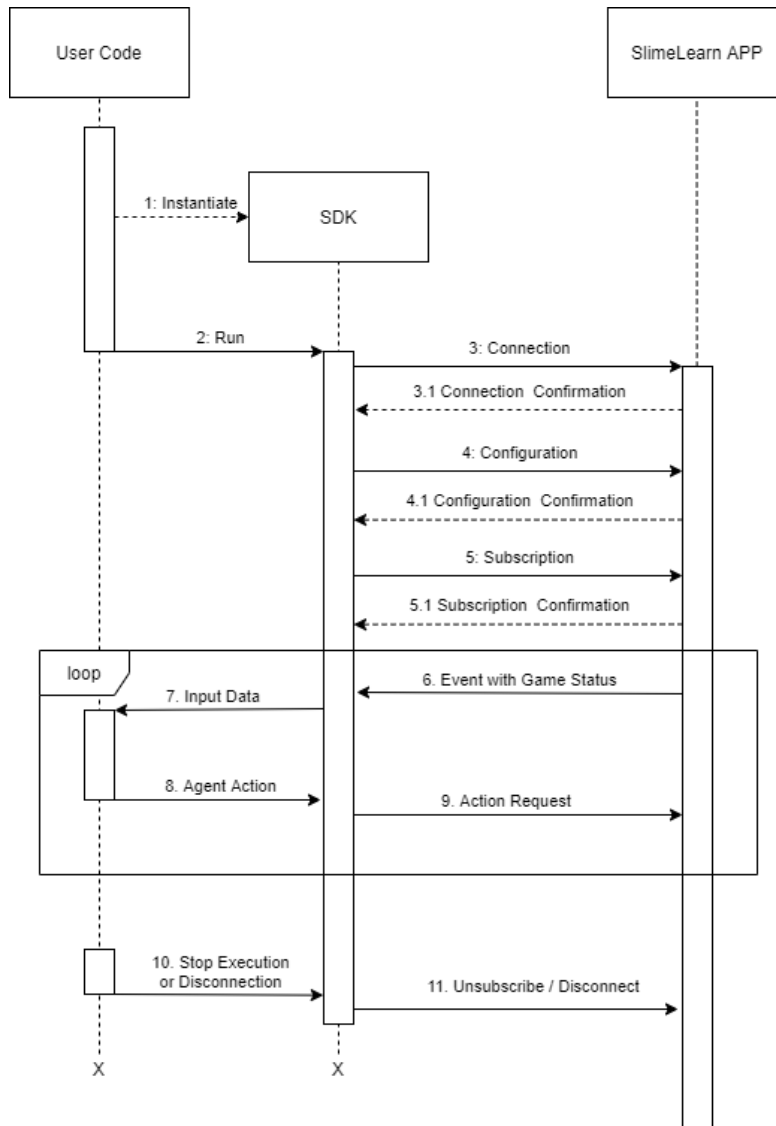 User Code
SlimeLearn APP
1: Instantiate
SDK
2: Run
3: Connection
3.1 Connection Confirmation
4: Configuration
4.1 Configuration Confirmation
5: Subscription
5.1 Subscription Confirmation
loop
6. Event with Game Status
7. Input Data
8. Agent Action
9. Action Request
10. Stop Execution
or Disconnection
11. Unsubscribe / Disconnect
X
X